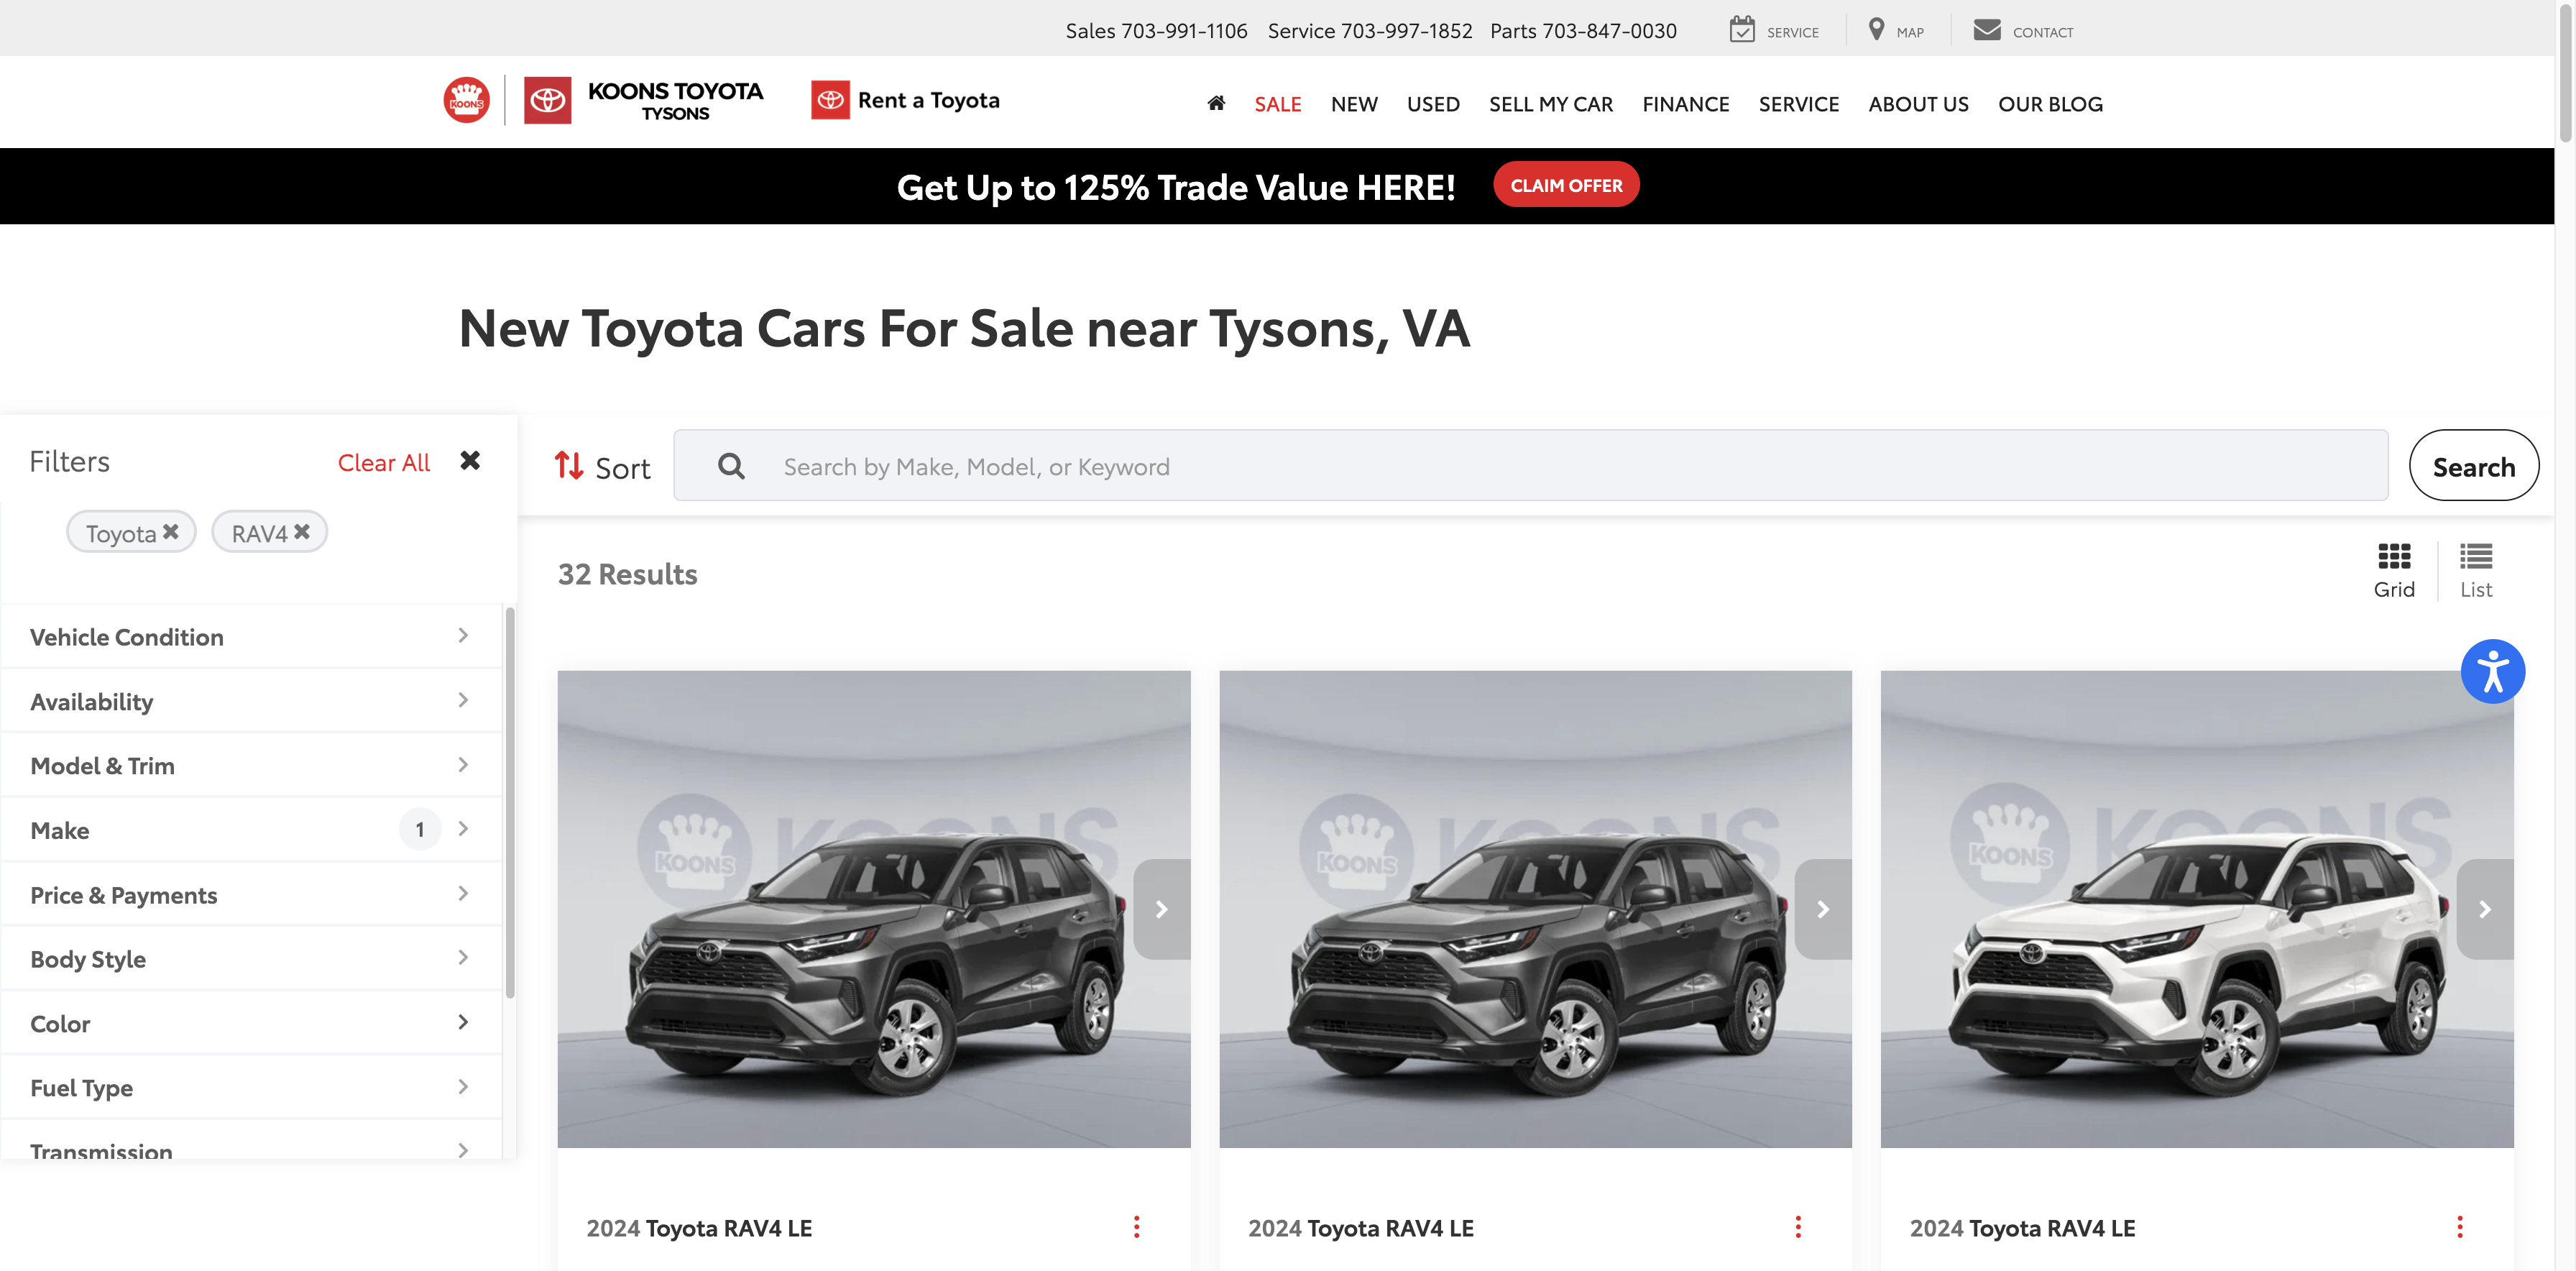 Sales 703-991-1106 Service 703-997-1852 Parts 703-847-0030 SERVICE MAP CONTACT
KOONS
KOONS TOYOTA
TYSONS
Rent a Toyota
SALE NEW USED SELL MY CAR FINANCE SERVICE ABOUT US OUR BLOG
Get Up to 125% Trade Value HERE! CLAIM OFFER
New Toyota Cars For Sale near Tysons, VA
Filters Clear All
Toyota RAV4
Vehicle Condition
Availability
Model & Trim
Make 1
Price & Payments
Body Style
Color
Fuel Type
Transmission
Sort Search by Make, Model, or Keyword Search
32 Results
Grid List
KOONS KOONS
KOONS KOONS
KOONS KOONS
2024 Toyota RAV4 LE
2024 Toyota RAV4 LE
2024 Toyota RAV4 LE